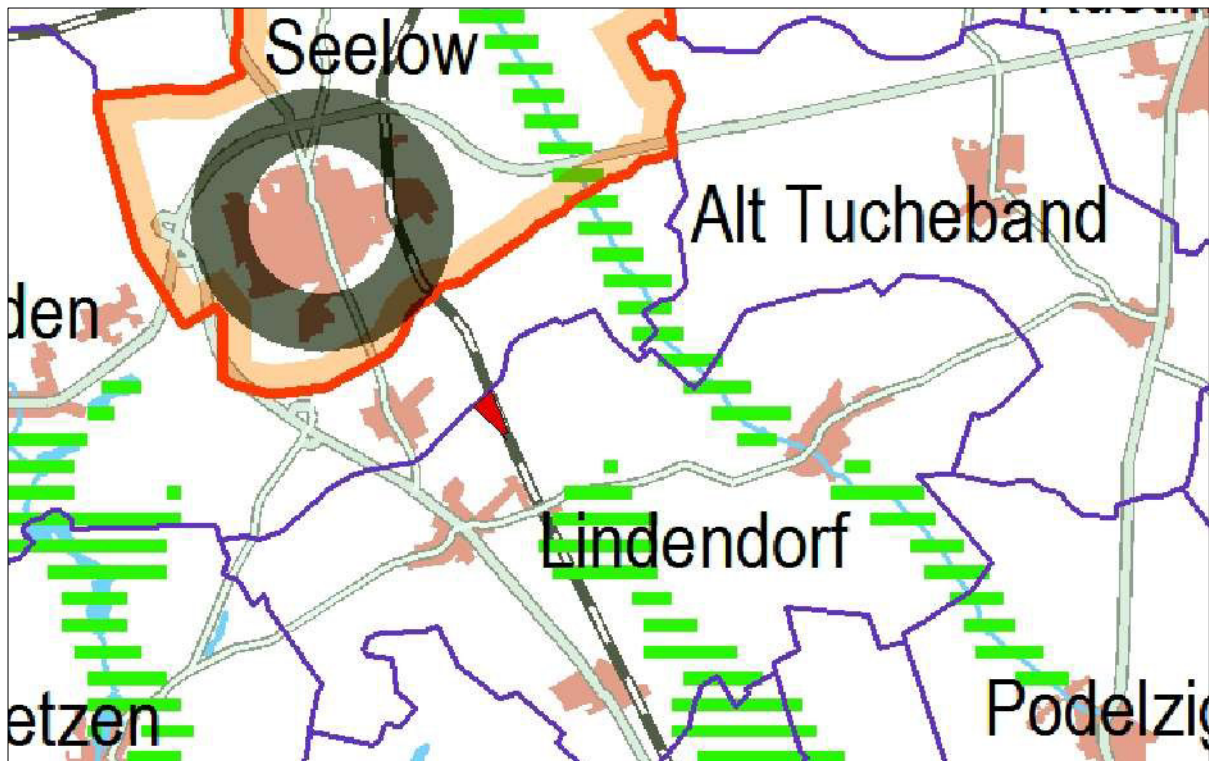 Seelow
Alt Tucheband
den
Lindendorf
etzen
Podelzig